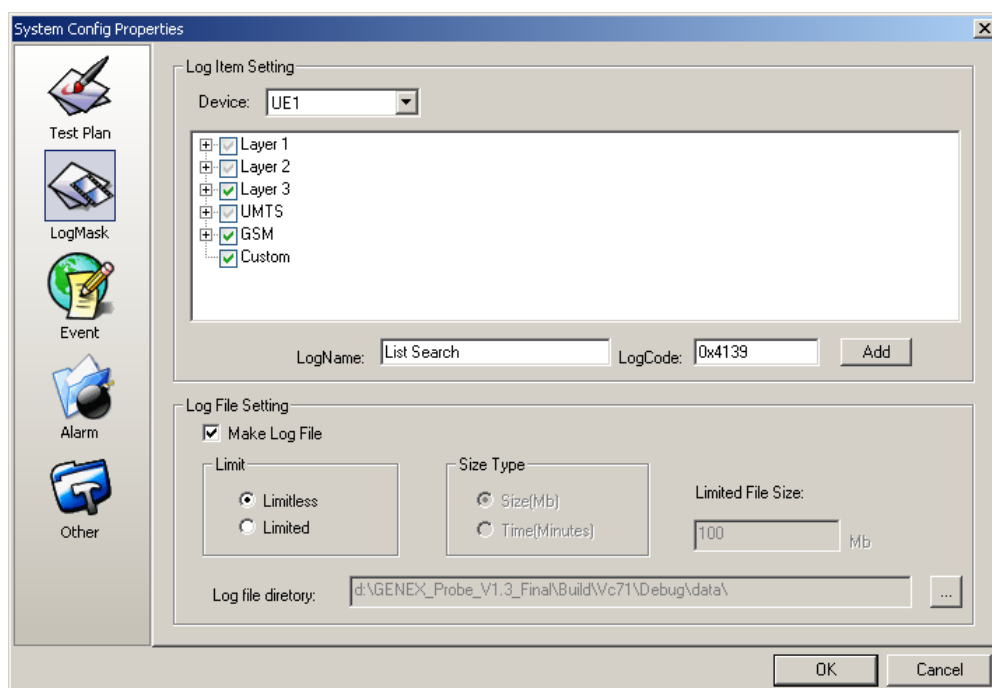 System Config Properties
Test Plan
LogMask
Event
Alarm
Other
Log Item Setting
Device: UE1
Layer 1
Layer 2
Layer 3
UMTS
GSM
Custom
LogName: List Search LogCode: 0x4139 Add
Log File Setting
Make Log File
Limit
Limitless
Limited
Size Type
Size(Mb)
Time(Minutes)
Limited File Size:
100 Mb
Log file diretory: d:\GENEX_Probe_V1.3_Final\Build\Vc71\Debug\data\ ...
OK Cancel